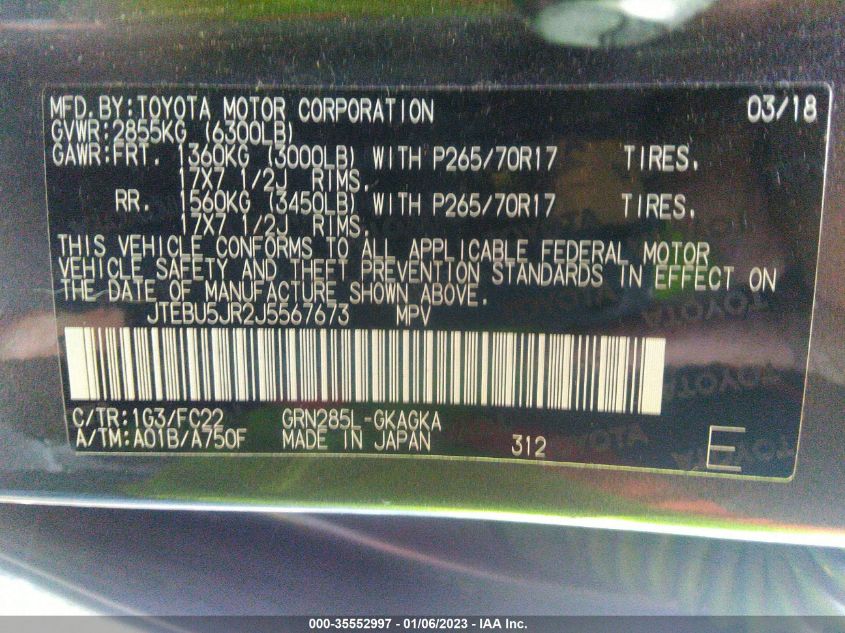 MFD.BY:TOYOTA MOTOR CORPORATION 03/18
GVWR:2855KG (6300LB)
GAWR:FRT. 1360KG (3000LB) WITH P265/70R17 TIRES.
17X7 1/2J RIMS.
RR. 1560KG (3450LB) WITH P265/70R17 TIRES.
17X7 1/2J RIMS.
THIS VEHICLE CONFORMS TO ALL APPLICABLE FEDERAL MOTOR
VEHICLE SAFETY AND THEFT PREVENTION STANDARDS IN EFFECT ON
THE DATE OF MANUFACTURE SHOWN ABOVE.
JTEBU5JR2J5567673 MPV
C/TR:1G3/FC22 GRN285L-GKAGKA
A/TM:A01B/A750F MADE IN JAPAN 312 E
000-35552997 - 01/06/2023 - IAA Inc.